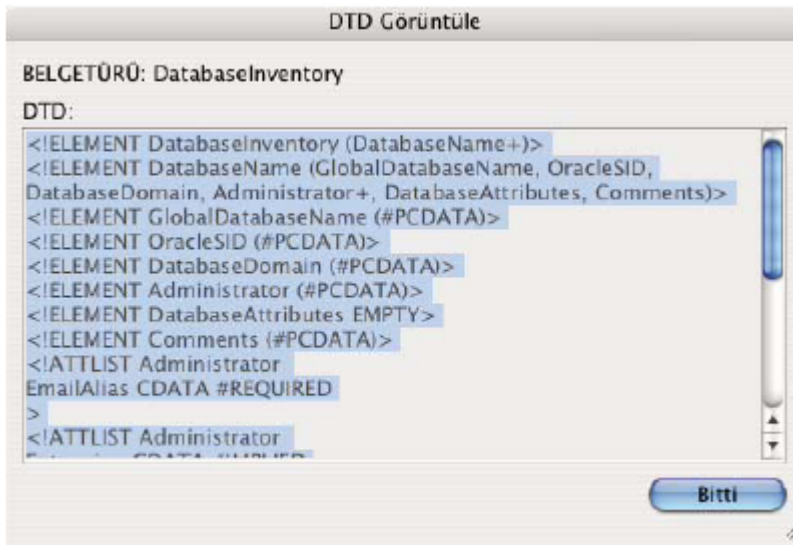 DTD Görüntüle
BELGETÜRÜ: DatabaseInventory
DTD:
<!ELEMENT DatabaseInventory (DatabaseName+)>
<!ELEMENT DatabaseName (GlobalDatabaseName, OracleSID,
DatabaseDomain, Administrator+, DatabaseAttributes, Comments)>
<!ELEMENT GlobalDatabaseName (#PCDATA)>
<!ELEMENT OracleSID (#PCDATA)>
<!ELEMENT DatabaseDomain (#PCDATA)>
<!ELEMENT Administrator (#PCDATA)>
<!ELEMENT DatabaseAttributes EMPTY>
<!ELEMENT Comments (#PCDATA)>
<!ATTLIST Administrator
EmailAlias CDATA #REQUIRED
>
<!ATTLIST Administrator
Bitti